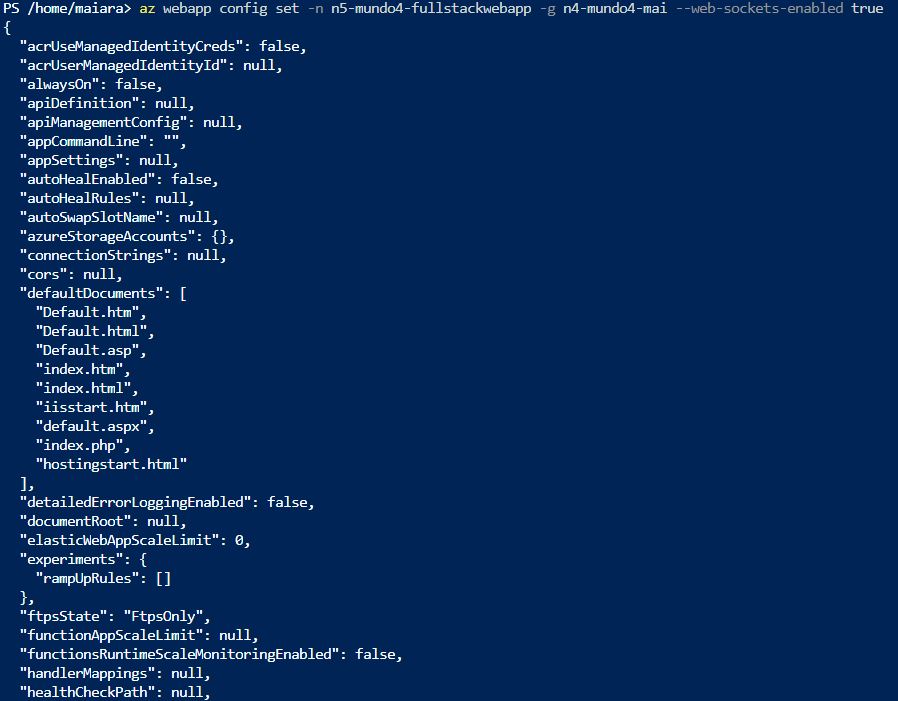 PS /home/maiara> az webapp config set -n n5-mundo4-fullstackwebapp -g n4-mundo4-mai --web-sockets-enabled true
{
  "acrUseManagedIdentityCreds": false,
  "acrUserManagedIdentityId": null,
  "alwaysOn": false,
  "apiDefinition": null,
  "apiManagementConfig": null,
  "appCommandLine": "",
  "appSettings": null,
  "autoHealEnabled": false,
  "autoHealRules": null,
  "autoSwapSlotName": null,
  "azureStorageAccounts": {},
  "connectionStrings": null,
  "cors": null,
  "defaultDocuments": [
    "Default.htm",
    "Default.html",
    "Default.asp",
    "index.htm",
    "index.html",
    "iisstart.htm",
    "default.aspx",
    "index.php",
    "hostingstart.html"
  ],
  "detailedErrorLoggingEnabled": false,
  "documentRoot": null,
  "elasticWebAppScaleLimit": 0,
  "experiments": {
    "rampUpRules": []
  },
  "ftpsState": "FtpsOnly",
  "functionAppScaleLimit": null,
  "functionsRuntimeScaleMonitoringEnabled": false,
  "handlerMappings": null,
  "healthCheckPath": null,